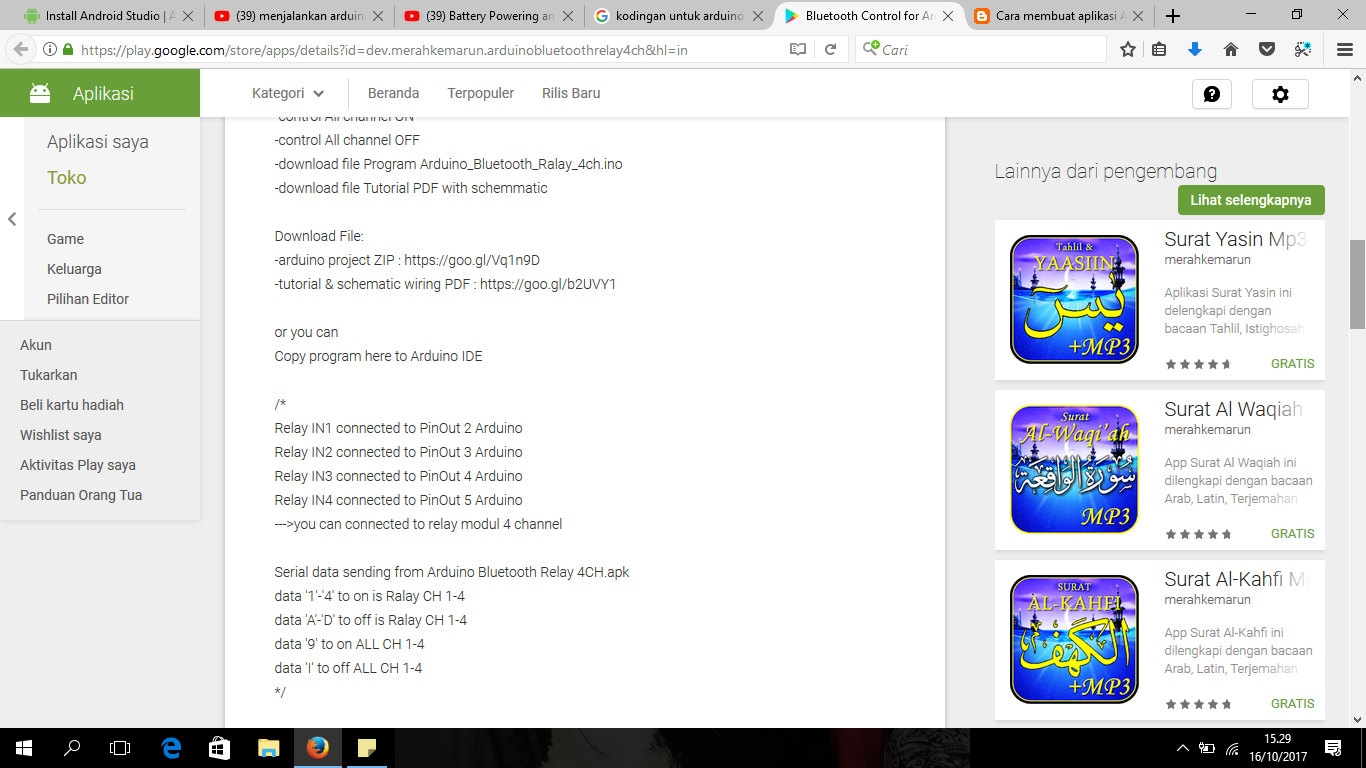 Install Android Studio | A
(39) menjalankan arduin
(39) Battery Powering an
kodingan untuk arduino
Bluetooth Control for Ar
Cara membuat aplikasi A
https://play.google.com/store/apps/details?id=dev.merahkemarun.arduinobluetoothrelay4ch&hl=in
Cari
Aplikasi
Kategori
Beranda
Terpopuler
Rilis Baru
Aplikasi saya
Toko
Game
Keluarga
Pilihan Editor
Akun
Tukarkan
Beli kartu hadiah
Wishlist saya
Aktivitas Play saya
Panduan Orang Tua
-control All channel ON
-control All channel OFF
-download file Program Arduino_Bluetooth_Ralay_4ch.ino
-download file Tutorial PDF with schemmatic
Download File:
-arduino project ZIP : https://goo.gl/Vq1n9D
-tutorial & schematic wiring PDF : https://goo.gl/b2UVY1
or you can
Copy program here to Arduino IDE
/*
Relay IN1 connected to PinOut 2 Arduino
Relay IN2 connected to PinOut 3 Arduino
Relay IN3 connected to PinOut 4 Arduino
Relay IN4 connected to PinOut 5 Arduino
--->you can connected to relay modul 4 channel
Serial data sending from Arduino Bluetooth Relay 4CH.apk
data '1'-'4' to on is Ralay CH 1-4
data 'A'-'D' to off is Ralay CH 1-4
data '9' to on ALL CH 1-4
data 'I' to off ALL CH 1-4
*/
Lainnya dari pengembang
Lihat selengkapnya
Tahlil &
YAASIIN
يس
+MP3
Surat Yasin Mp3
merahkemarun
Aplikasi Surat Yasin ini
delengkapi dengan
bacaan Tahlil, Istighosah
GRATIS
Surat
Al-Waqi'ah
سورة الواقعة
MP3
Surat Al Waqiah
merahkemarun
App Surat Al Waqiah ini
dilengkapi dengan bacaan
Arab, Latin, Terjemahan
GRATIS
SURAT
AL-KAHFI
الكهف
+MP3
Surat Al-Kahfi M
merahkemarun
App Surat Al-Kahfi ini
dilengkapi dengan bacaan
Arab, Latin, Terjemahan
GRATIS
15.29
16/10/2017